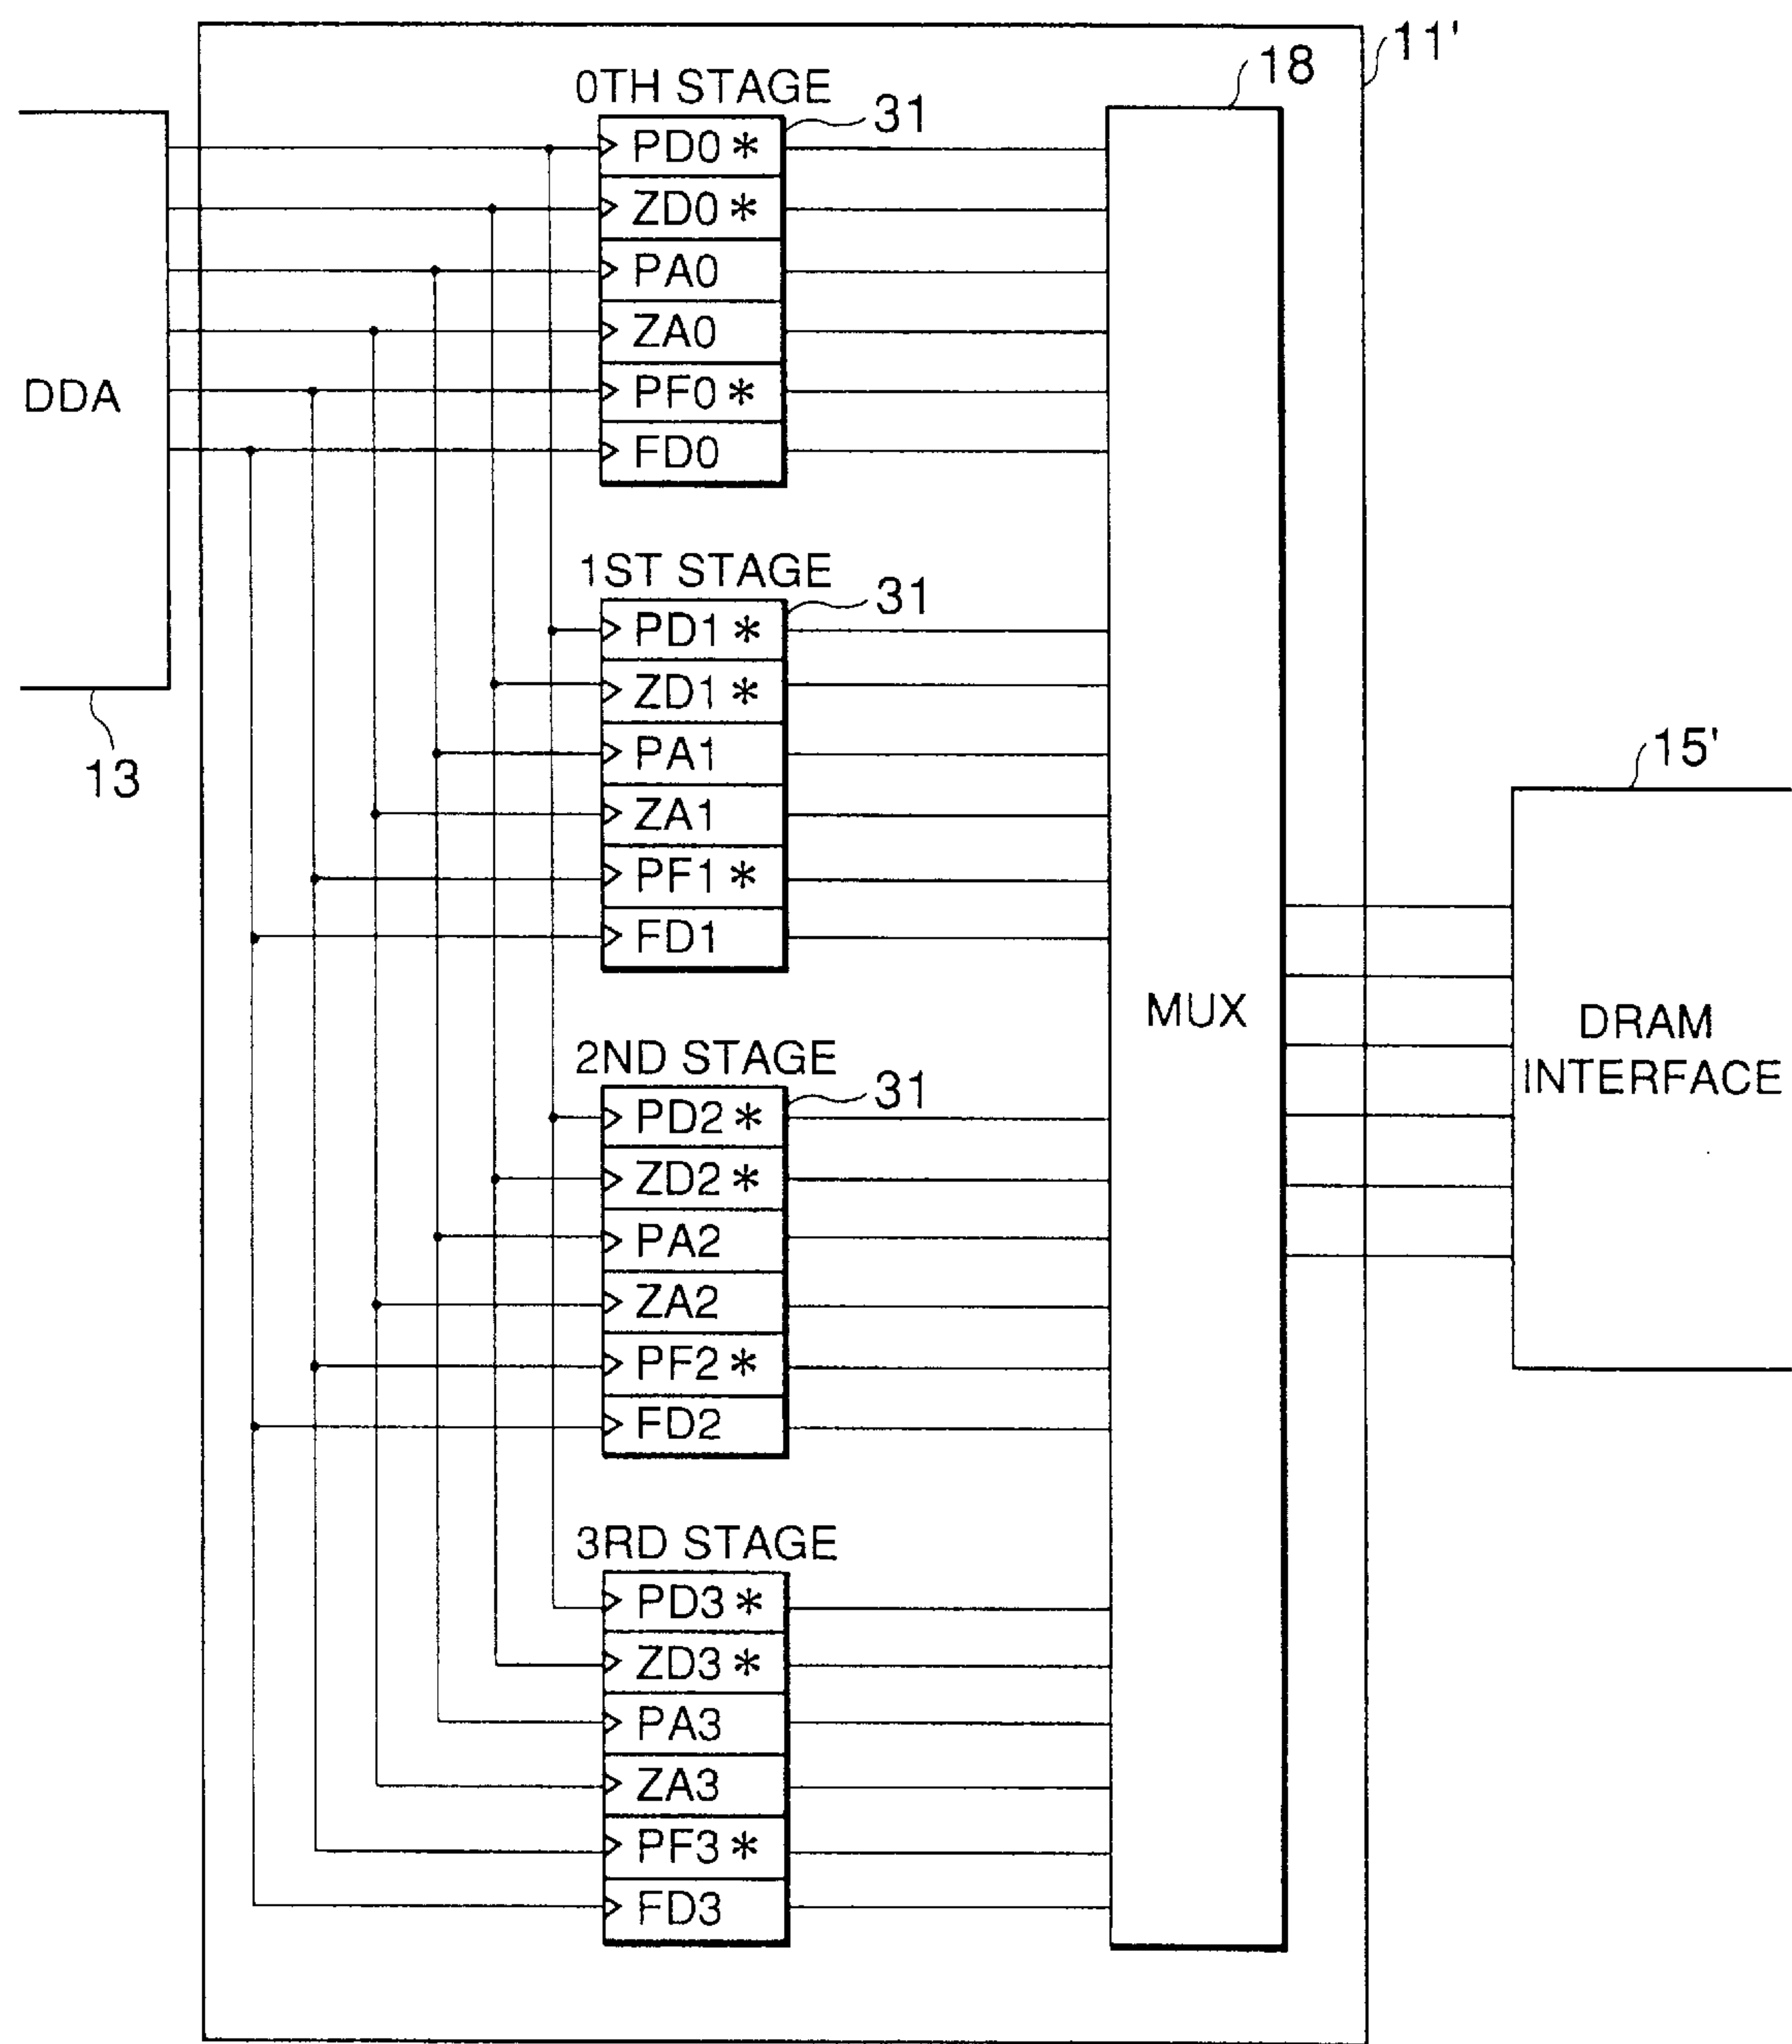 11'
18
0TH STAGE
31
PD0*
ZD0*
PA0
ZA0
PF0*
FD0
DDA
13
1ST STAGE
31
PD1*
ZD1*
PA1
ZA1
PF1*
FD1
15'
MUX
DRAM
INTERFACE
2ND STAGE
31
PD2*
ZD2*
PA2
ZA2
PF2*
FD2
3RD STAGE
PD3*
ZD3*
PA3
ZA3
PF3*
FD3